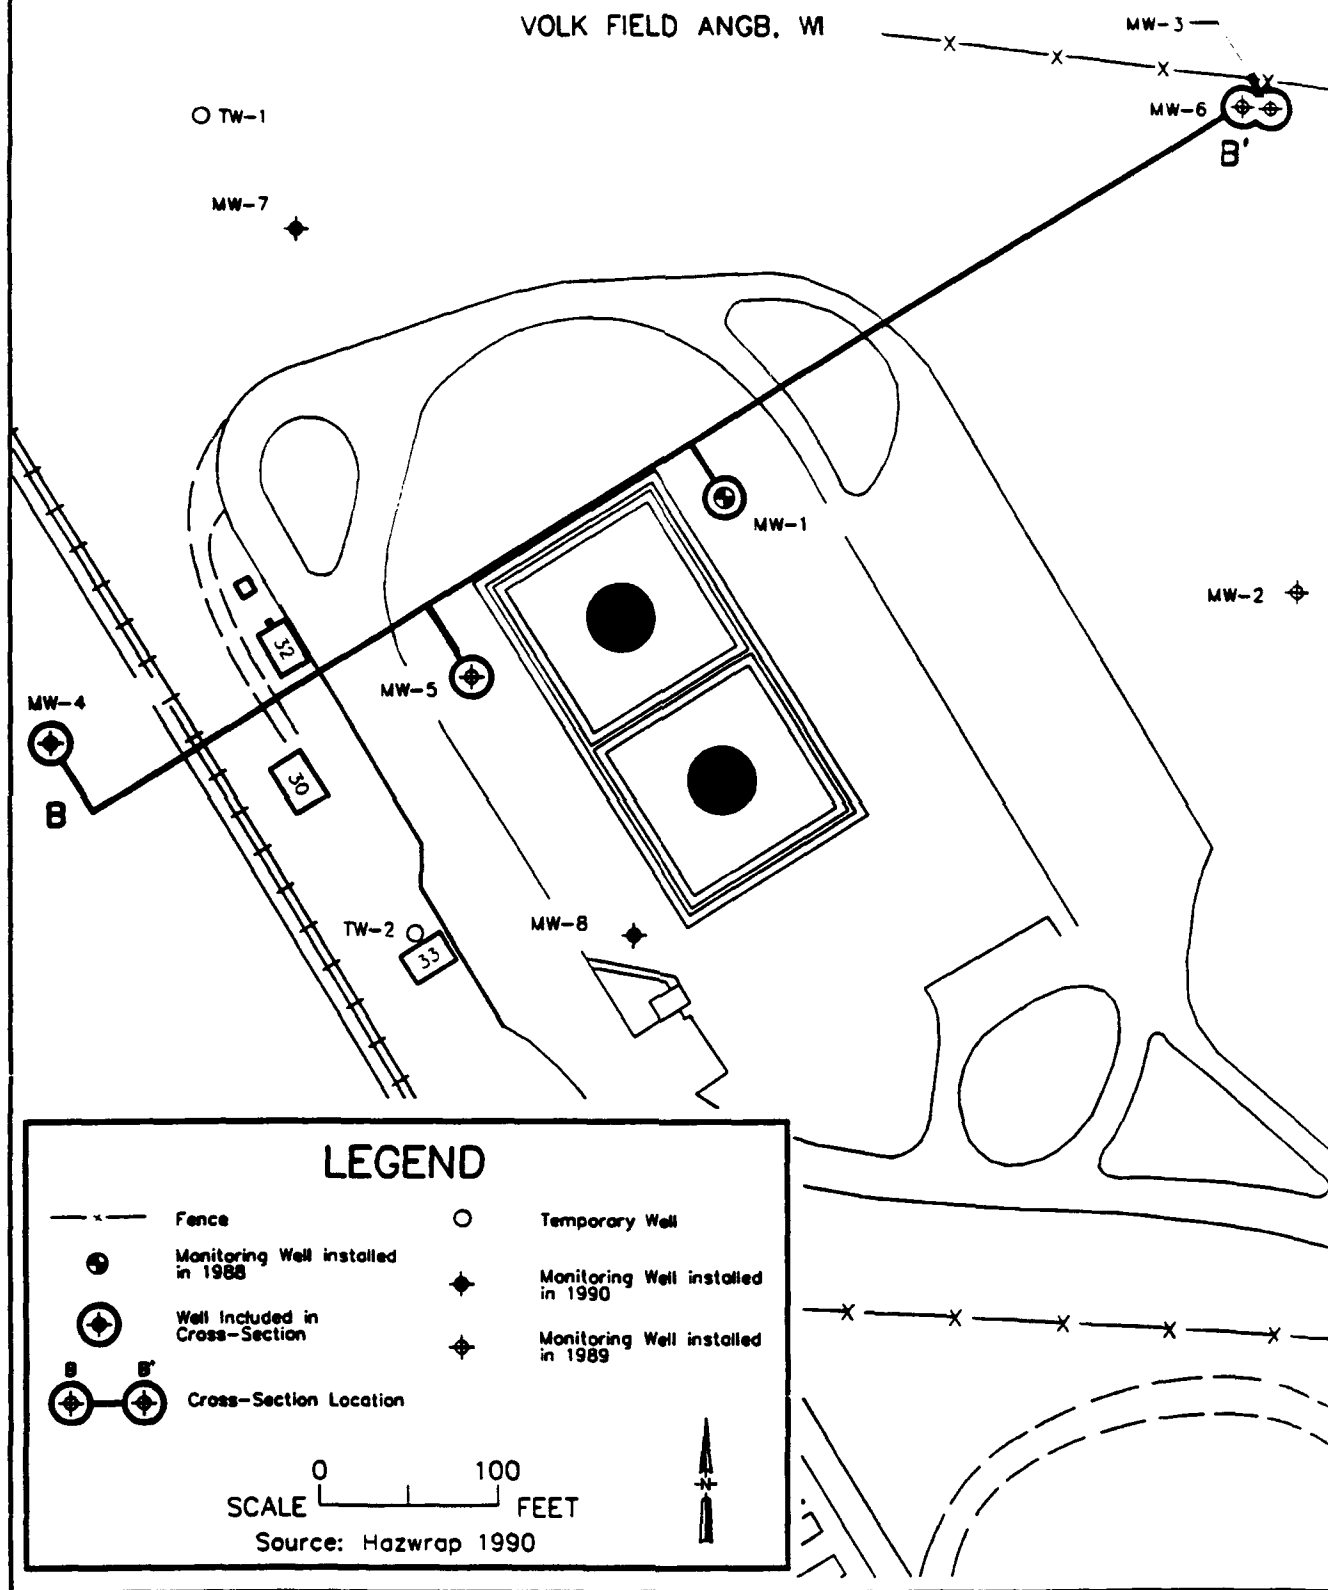 VOLK FIELD ANGB, WI
MW-3
TW-1
MW-6
B'
MW-7
MW-1
MW-2
32
MW-5
MW-4
30
B
TW-2
MW-8
33
LEGEND
Fence
Temporary Well
Monitoring Well installed
in 1988
Monitoring Well installed
in 1990
Well Included in
Cross-Section
Monitoring Well installed
in 1989
B B'
Cross-Section Location
0 100
SCALE FEET
N
Source: Hazwrap 1990